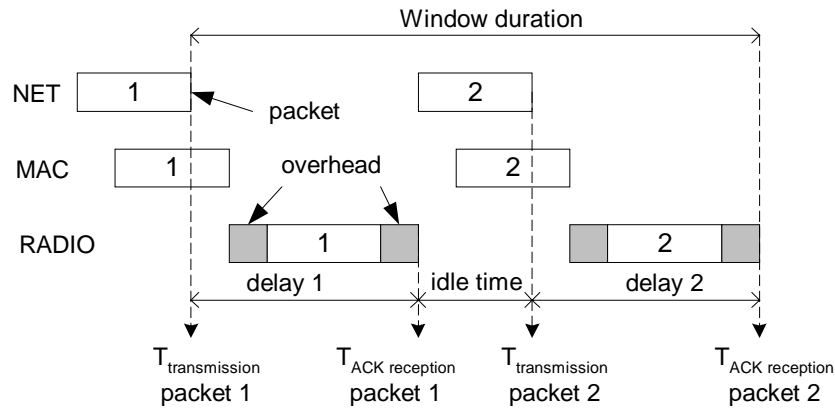 Window duration
NET 1 2
packet
MAC 1 2
overhead
RADIO 1 2
delay 1 idle time delay 2
T transmission T ACK reception T transmission T ACK reception
packet 1 packet 1 packet 2 packet 2